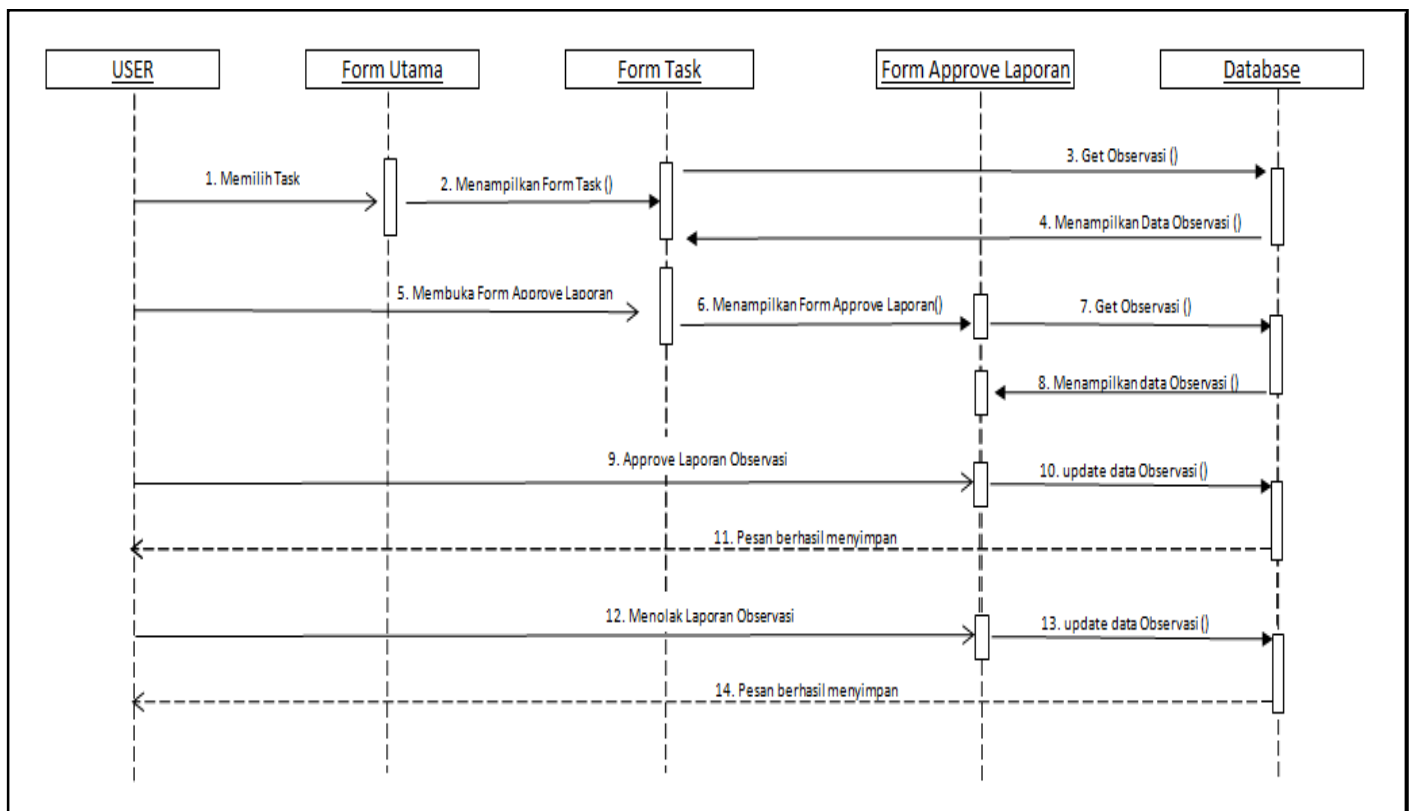 USER
Form Utama
Form Task
Form Approve Laporan
Database
1. Memilih Task
2. Menampilkan Form Task ()
3. Get Observasi ()
4. Menampilkan Data Observasi ()
5. Membuka Form Approve Laporan
6. Menampilkan Form Approve Laporan()
7. Get Observasi ()
8. Menampilkan data Observasi ()
9. Approve Laporan Observasi
10. update data Observasi ()
11. Pesan berhasil menyimpan
12. Menolak Laporan Observasi
13. update data Observasi ()
14. Pesan berhasil menyimpan